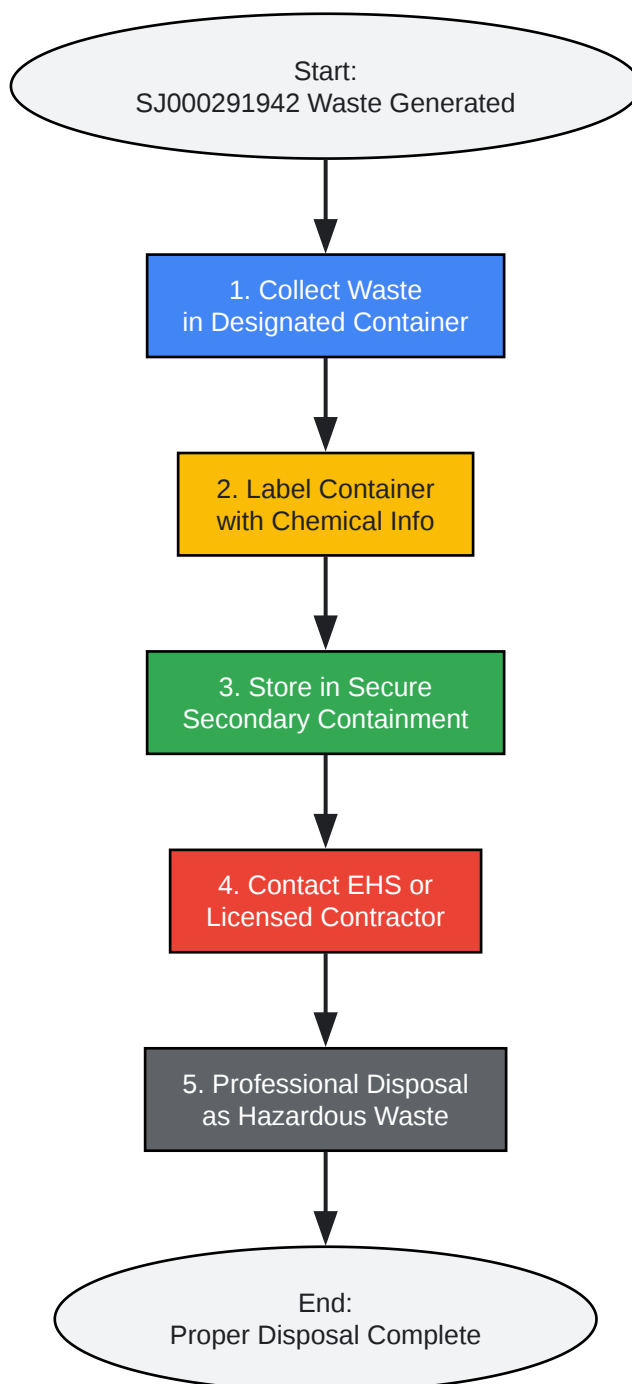 Start:
SJ000291942 Waste Generated
1. Collect Waste
in Designated Container
2. Label Container
with Chemical Info
3. Store in Secure
Secondary Containment
4. Contact EHS or
Licensed Contractor
5. Professional Disposal
as Hazardous Waste
End:
Proper Disposal Complete